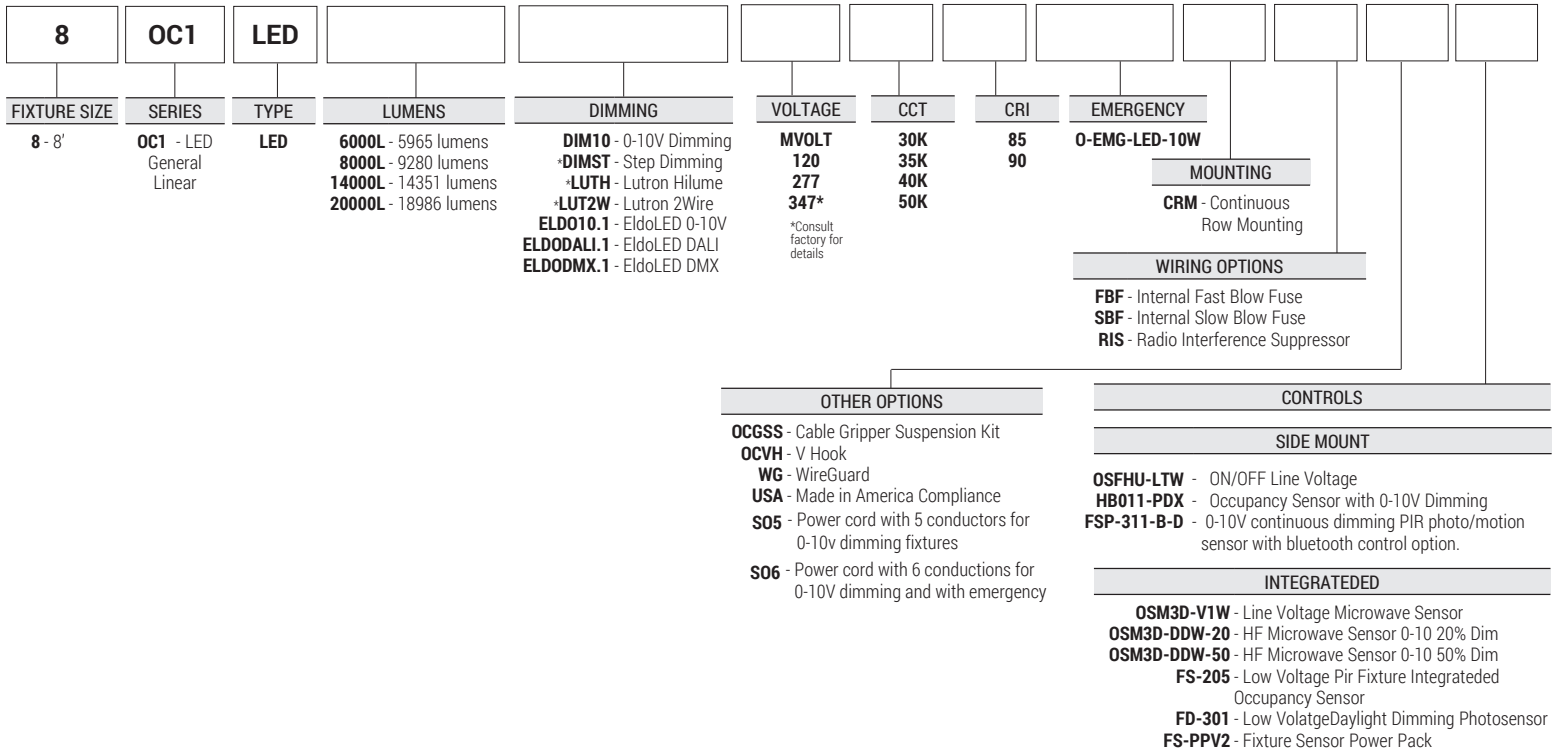 8 OC1 LED
FIXTURE SIZE
8 - 8'
SERIES
OC1 - LED
General
Linear
TYPE
LED
LUMENS
6000L - 5965 lumens
8000L - 9280 lumens
14000L - 14351 lumens
20000L - 18986 lumens
DIMMING
DIM10 - 0-10V Dimming
*DIMST - Step Dimming
*LUTH - Lutron Hilume
*LUT2W - Lutron 2Wire
ELDO10.1 - EldoLED 0-10V
ELDODALI.1 - EldoLED DALI
ELDODMX.1 - EldoLED DMX
VOLTAGE
MVOLT
120
277
347*
*Consult
factory for
details
CCT
30K
35K
40K
50K
CRI
85
90
EMERGENCY
O-EMG-LED-10W
MOUNTING
CRM - Continuous
Row Mounting
WIRING OPTIONS
FBF - Internal Fast Blow Fuse
SBF - Internal Slow Blow Fuse
RIS - Radio Interference Suppressor
OTHER OPTIONS
OCGSS - Cable Gripper Suspension Kit
OCVH - V Hook
WG - WireGuard
USA - Made in America Compliance
SO5 - Power cord with 5 conductors for
0-10v dimming fixtures
SO6 - Power cord with 6 conductions for
0-10V dimming and with emergency
CONTROLS
SIDE MOUNT
OSFHU-LTW - ON/OFF Line Voltage
HB011-PDX - Occupancy Sensor with 0-10V Dimming
FSP-311-B-D - 0-10V continuous dimming PIR photo/motion
sensor with bluetooth control option.
INTEGRATEDED
OSM3D-V1W - Line Voltage Microwave Sensor
OSM3D-DDW-20 - HF Microwave Sensor 0-10 20% Dim
OSM3D-DDW-50 - HF Microwave Sensor 0-10 50% Dim
FS-205 - Low Voltage Pir Fixture Integrateded
Occupancy Sensor
FD-301 - Low VolatgeDaylight Dimming Photosensor
FS-PPV2 - Fixture Sensor Power Pack